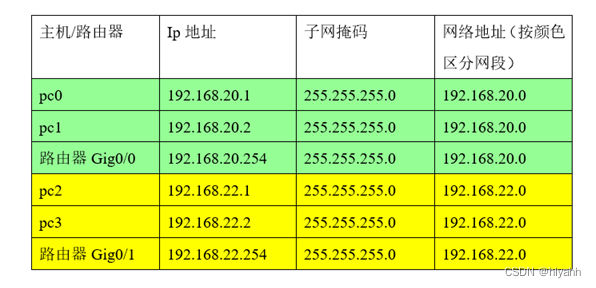 主机/路由器 Ip 地址 子网掩码 网络地址（按颜色
区分网段）
pc0 192.168.20.1 255.255.255.0 192.168.20.0
pc1 192.168.20.2 255.255.255.0 192.168.20.0
路由器 Gig0/0 192.168.20.254 255.255.255.0 192.168.20.0
pc2 192.168.22.1 255.255.255.0 192.168.22.0
pc3 192.168.22.2 255.255.255.0 192.168.22.0
路由器 Gig0/1 192.168.22.254 255.255.255.0 192.168.22.0
CSDN @hlyahh